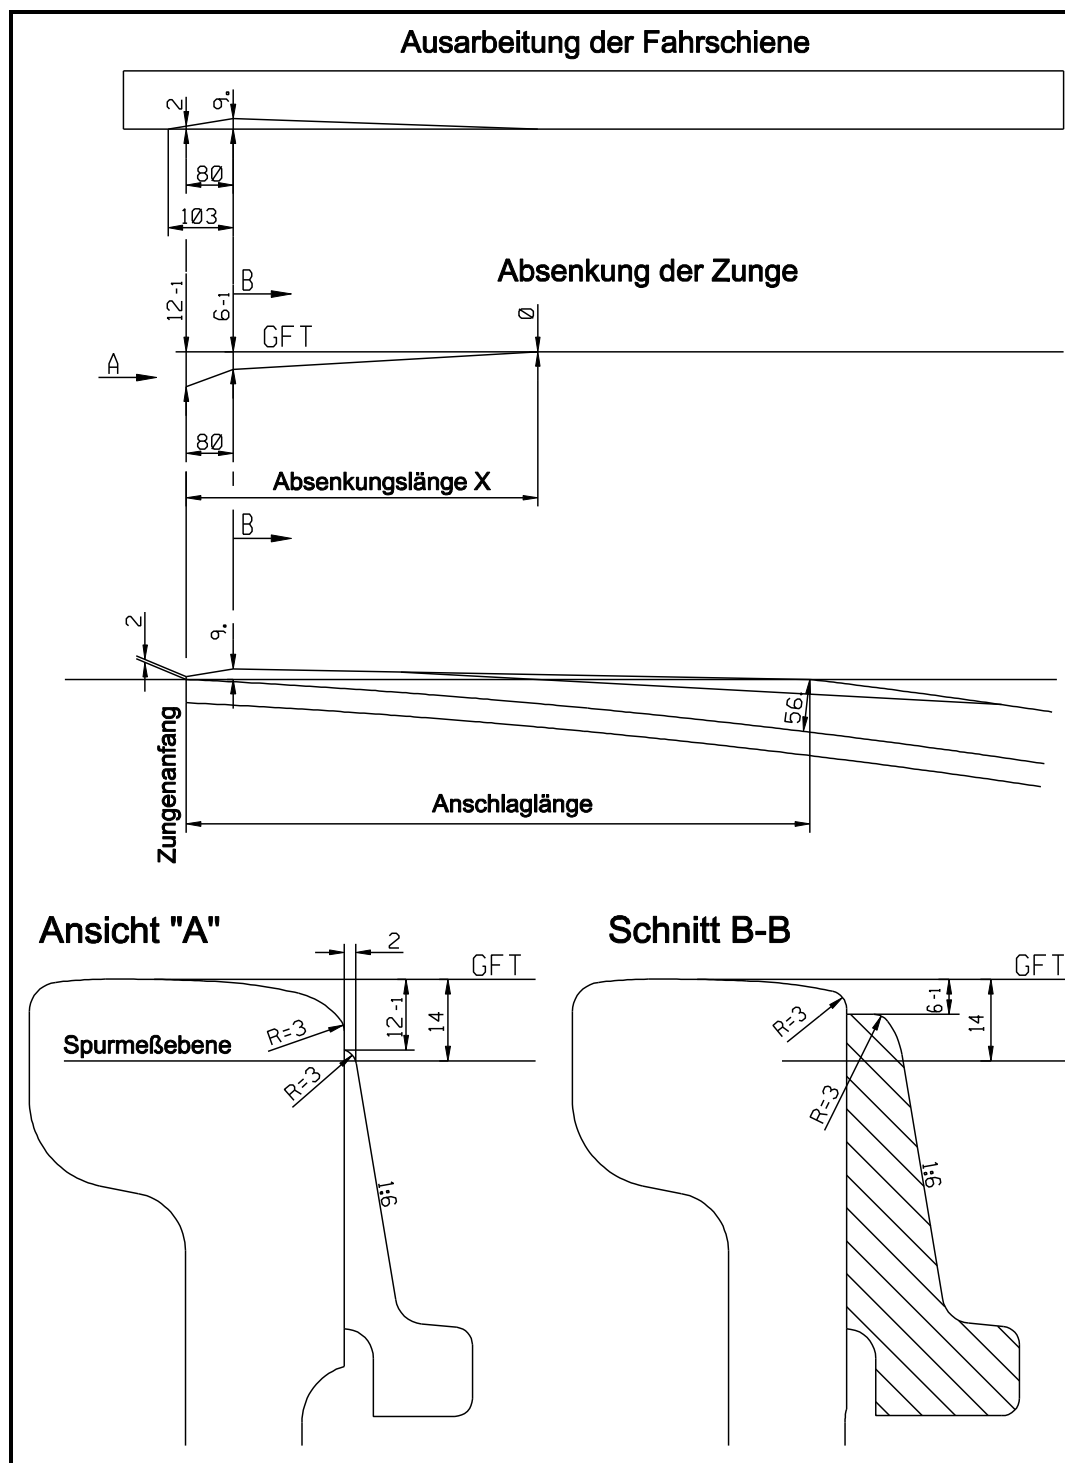 Ausarbeitung der Fahrschiene
2
9.
80
103
Absenkung der Zunge
12-1
6-1
B
0
GFT
A
80
Absenkungslänge X
B
2
9.
56.
Zungenanfang
Anschlaglänge
Ansicht "A"
Schnitt B-B
2
GFT
12-1
14
R=3
Spurmeßebene
R=3
1:6
GFT
6-1
14
R=3
R=3
1:6